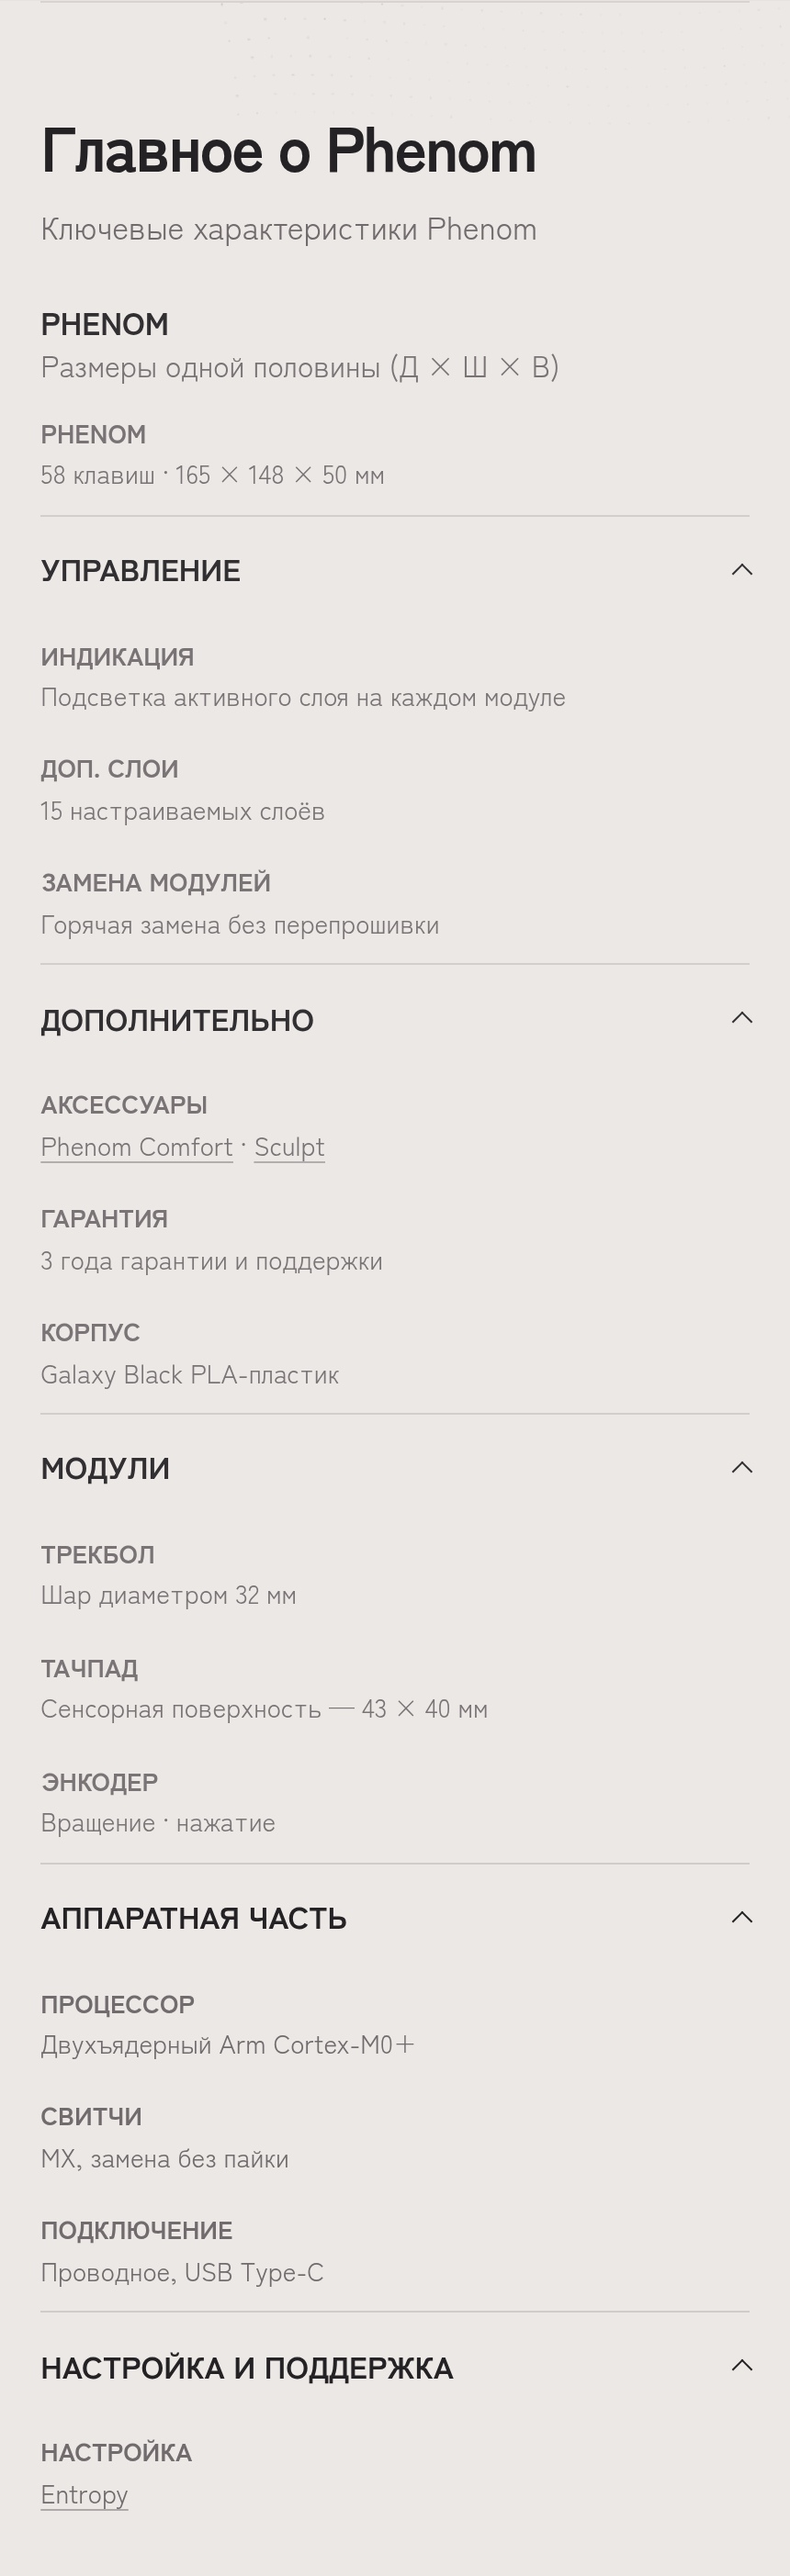 Главное о Phenom
Ключевые характеристики Phenom
PHENOM
Размеры одной половины (Д × Ш × В)
PHENOM
58 клавиш · 165 × 148 × 50 мм
УПРАВЛЕНИЕ
ИНДИКАЦИЯ
Подсветка активного слоя на каждом модуле
ДОП. СЛОИ
15 настраиваемых слоёв
ЗАМЕНА МОДУЛЕЙ
Горячая замена без перепрошивки
ДОПОЛНИТЕЛЬНО
АКСЕССУАРЫ
Phenom Comfort · Sculpt
ГАРАНТИЯ
3 года гарантии и поддержки
КОРПУС
Galaxy Black PLA-пластик
МОДУЛИ
ТРЕКБОЛ
Шар диаметром 32 мм
ТАЧПАД
Сенсорная поверхность — 43 × 40 мм
ЭНКОДЕР
Вращение · нажатие
АППАРАТНАЯ ЧАСТЬ
ПРОЦЕССОР
Двухъядерный Arm Cortex-M0+
СВИТЧИ
MX, замена без пайки
ПОДКЛЮЧЕНИЕ
Проводное, USB Type-C
НАСТРОЙКА И ПОДДЕРЖКА
НАСТРОЙКА
Entropy